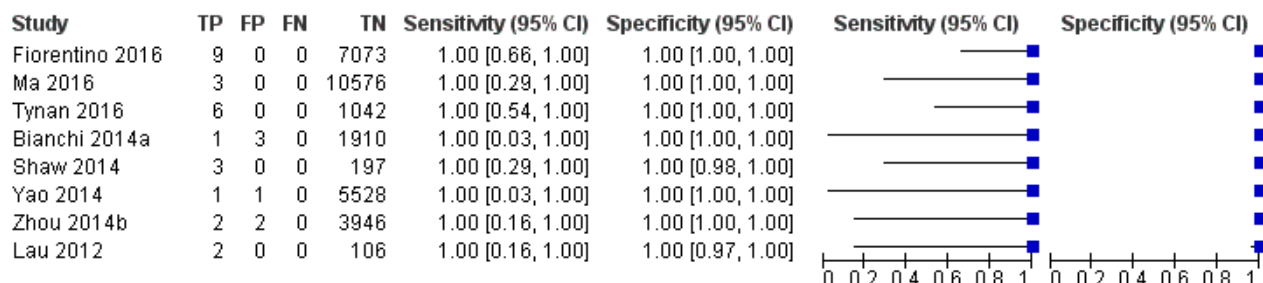 Study TP FP FN TN Sensitivity (95% CI) Specificity (95% CI) Sensitivity (95% CI) Specificity (95% CI)
Fiorentino 2016 9 0 0 7073 1.00 [0.66, 1.00] 1.00 [1.00, 1.00]
Ma 2016 3 0 0 10576 1.00 [0.29, 1.00] 1.00 [1.00, 1.00]
Tynan 2016 6 0 0 1042 1.00 [0.54, 1.00] 1.00 [1.00, 1.00]
Bianchi 2014a 1 3 0 1910 1.00 [0.03, 1.00] 1.00 [1.00, 1.00]
Shaw 2014 3 0 0 197 1.00 [0.29, 1.00] 1.00 [0.98, 1.00]
Yao 2014 1 1 0 5528 1.00 [0.03, 1.00] 1.00 [1.00, 1.00]
Zhou 2014b 2 2 0 3946 1.00 [0.16, 1.00] 1.00 [1.00, 1.00]
Lau 2012 2 0 0 106 1.00 [0.16, 1.00] 1.00 [0.97, 1.00]
0 0.2 0.4 0.6 0.8 1 0 0.2 0.4 0.6 0.8 1